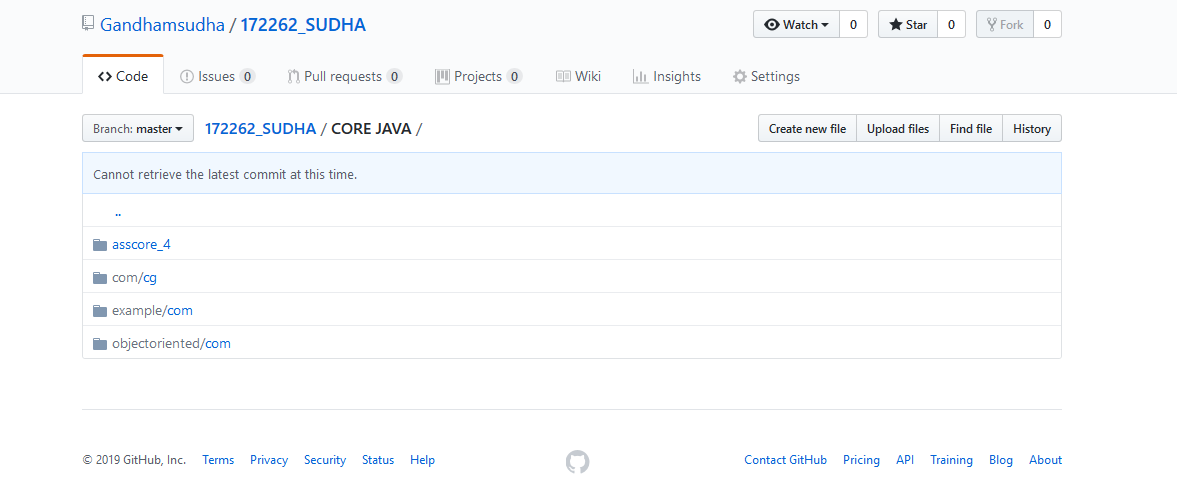 Gandhamsudha / 172262_SUDHA
Watch 0 Star 0 Fork 0
Code Issues 0 Pull requests 0 Projects 0 Wiki Insights Settings
Branch: master 172262_SUDHA / CORE JAVA / Create new file Upload files Find file History
Cannot retrieve the latest commit at this time.
..
asscore_4
com/cg
example/com
objectoriented/com
© 2019 GitHub, Inc. Terms Privacy Security Status Help Contact GitHub Pricing API Training Blog About